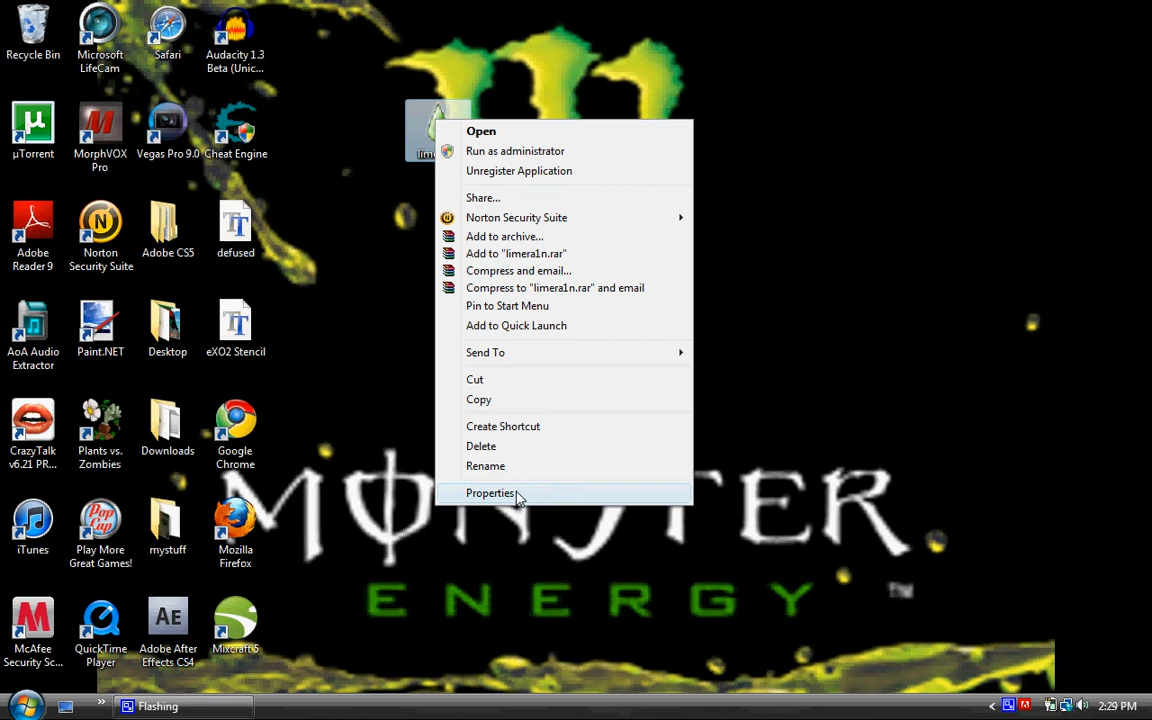 Recycle Bin
Microsoft
LifeCam
Safari
Audacity 1.3
Beta (Unic...
µTorrent
MorphVOX
Pro
Vegas Pro 9.0
Cheat Engine
Adobe
Reader 9
Norton
Security Suite
Adobe CS5
defused
AoA Audio
Extractor
Paint.NET
Desktop
eXO2 Stencil
CrazyTalk
v6.21 PR...
Plants vs.
Zombies
Downloads
Google
Chrome
iTunes
Play More
Great Games!
mystuff
Mozilla
Firefox
McAfee
Security Sc...
QuickTime
Player
Adobe After
Effects CS4
Mixcraft 5
Open
Run as administrator
Unregister Application
Share...
Norton Security Suite
Add to archive...
Add to "limera1n.rar"
Compress and email...
Compress to "limera1n.rar" and email
Pin to Start Menu
Add to Quick Launch
Send To
Cut
Copy
Create Shortcut
Delete
Rename
Properties
MONSTER
ENERGY
TM
Pop
Cap
AE
Flashing
2:29 PM